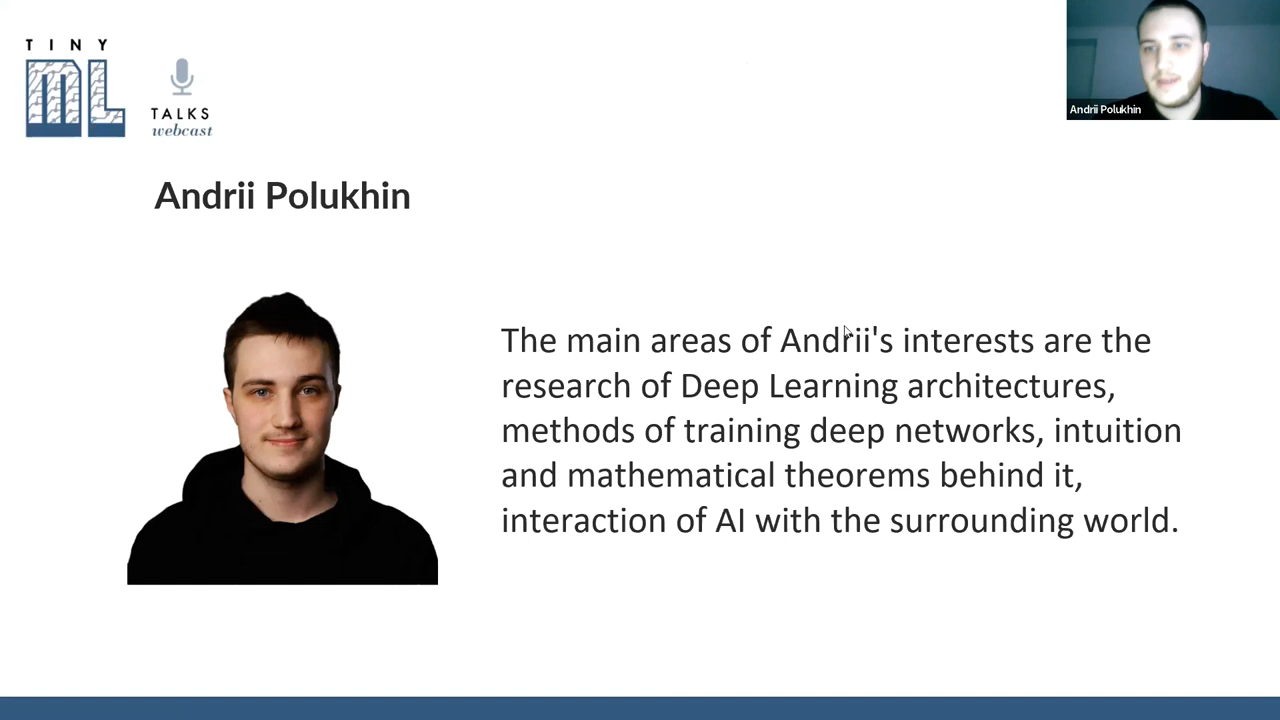 TINY
ML
TALKS
webcast
Andrii Polukhin
Andrii Polukhin
The main areas of Andrii's interests are the
research of Deep Learning architectures,
methods of training deep networks, intuition
and mathematical theorems behind it,
interaction of AI with the surrounding world.